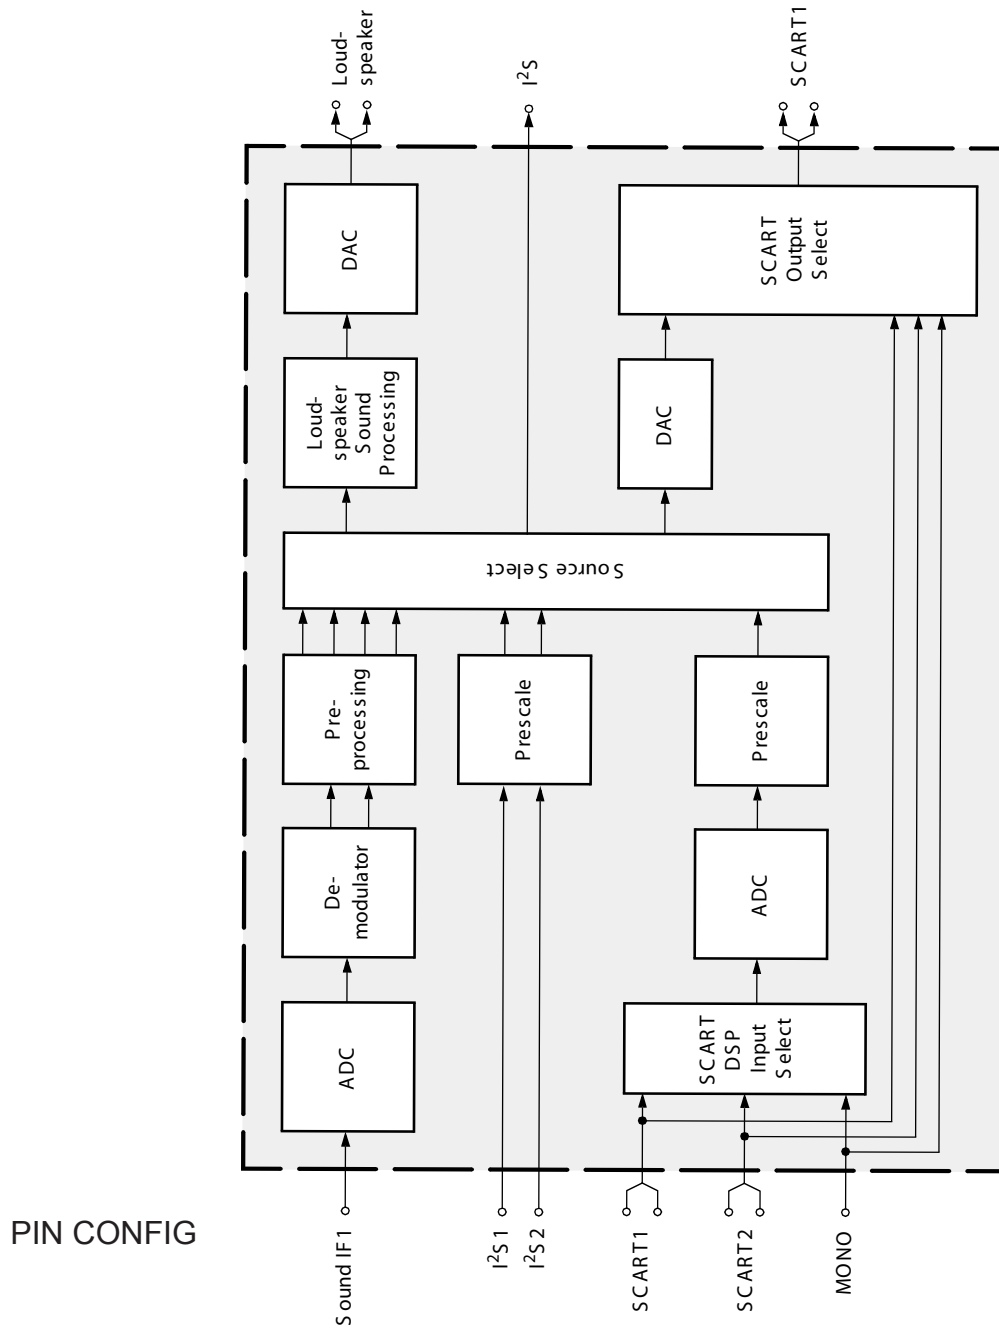 Loud-
speaker
I²S
SCART1
DAC
SCART
Output
Select
Loud-
speaker
Sound
Processing
DAC
Source Select
Pre-
processing
Prescale
Prescale
De-
modulator
ADC
ADC
SCART
DSP
Input
Select
Sound IF1
I²S1
I²S2
SCART1
SCART2
MONO
PIN CONFIG